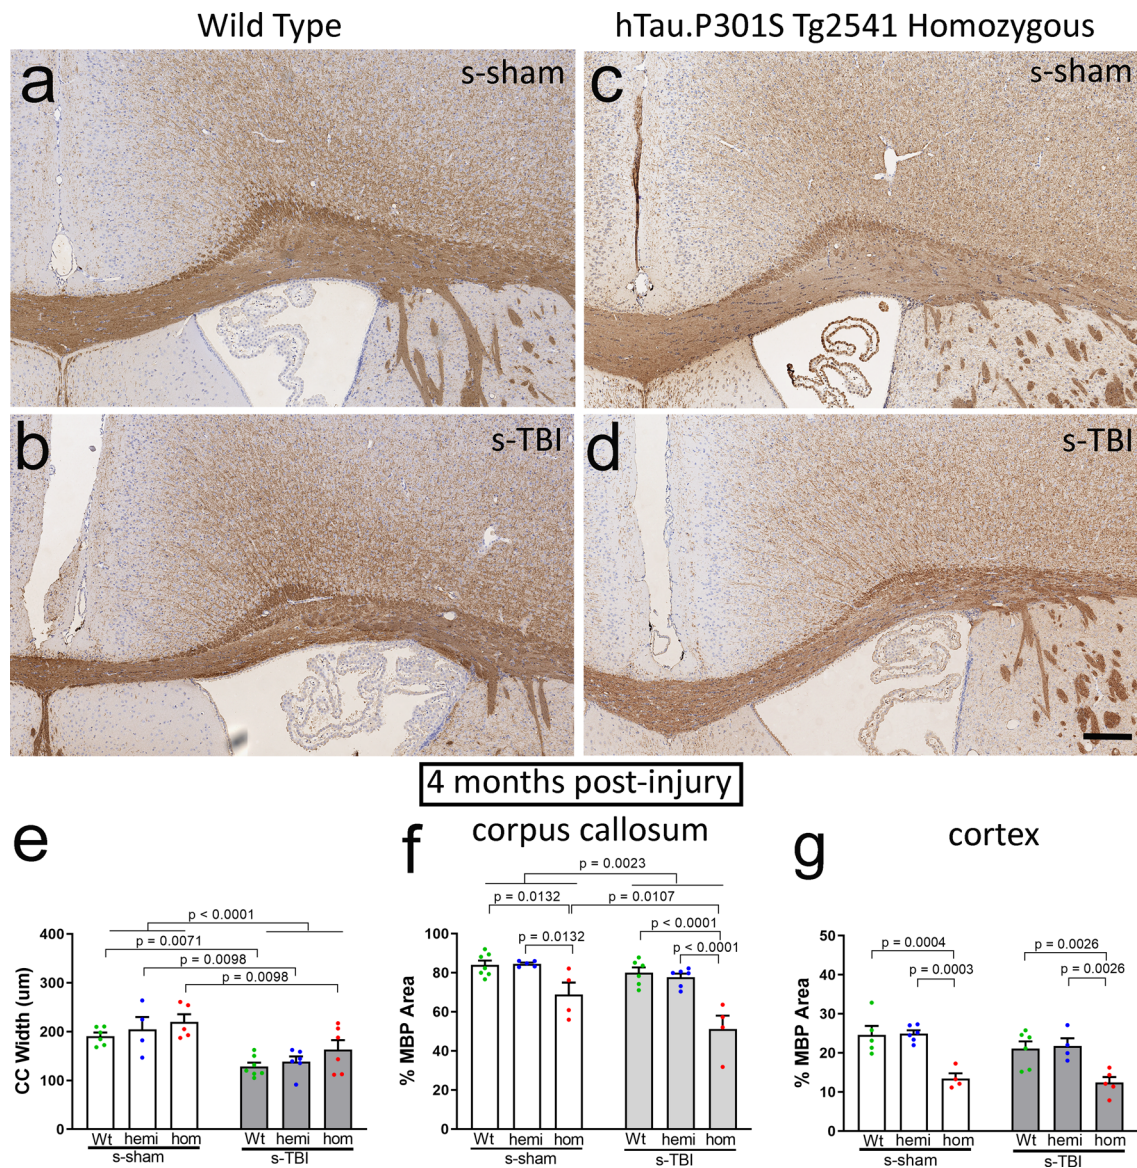 Wild Type
hTau.P301S Tg2541 Homozygous
a
s-sham
c
s-sham
b
s-TBI
d
s-TBI
4 months post-injury
e
f
corpus callosum
g
cortex
p < 0.0001
p = 0.0071
p = 0.0098
p = 0.0098
CC Width (um)
400
300
200
100
0
Wt hemi hom
Wt hemi hom
s-sham
s-TBI
p = 0.0023
p = 0.0132
p = 0.0107
p = 0.0132
p <0.0001
p <0.0001
% MBP Area
100
80
60
40
20
0
Wt hemi hom
Wt hemi hom
s-sham
s-TBI
p = 0.0004
p = 0.0003
p = 0.0026
p = 0.0026
% MBP Area
50
40
30
20
10
0
Wt hemi hom
Wt hemi hom
s-sham
s-TBI